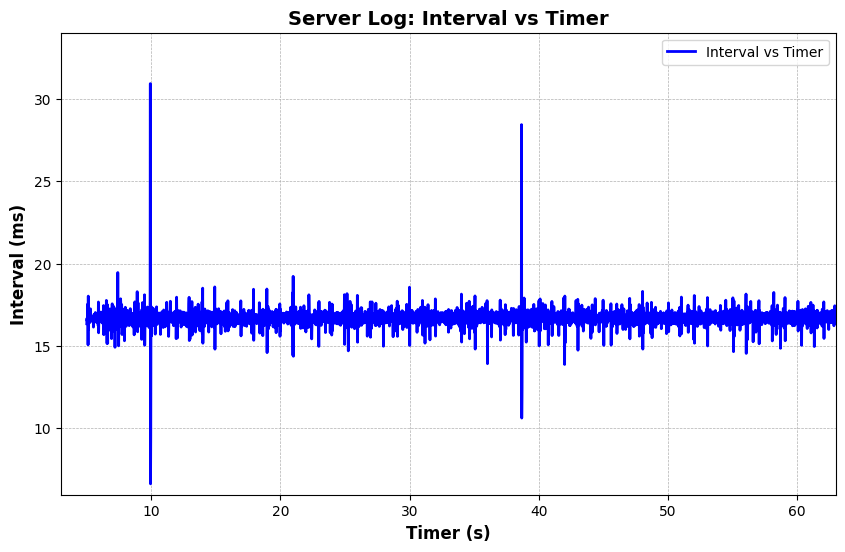 Server Log: Interval vs Timer
Interval vs Timer
Interval (ms)
30
25
20
15
10
10 20 30 40 50 60
Timer (s)